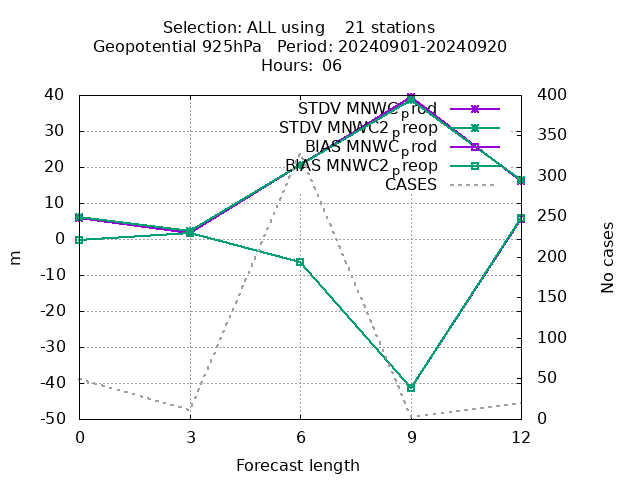 Selection: ALL using 21 stations
Geopotential 925hPa Period: 20240901-20240920
Hours: 06
40 400
STDV MNWC_prod
30 350
STDV MNWC2_preop
BIAS MNWC_prod
20 300
BIAS MNWC2_preop
CASES
10 250
0 200
-10 150
-20
-30 100
-40 50
-50 0
m
No cases
0 3 6 9 12
Forecast length